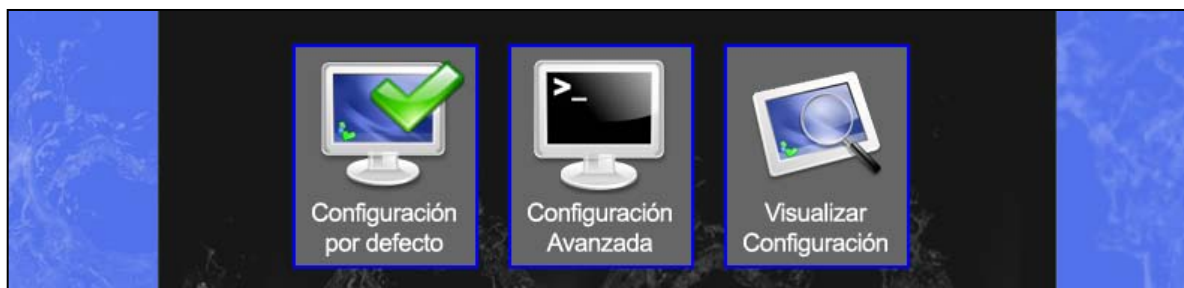 >_
Configuración
por defecto
Configuración
Avanzada
Visualizar
Configuración